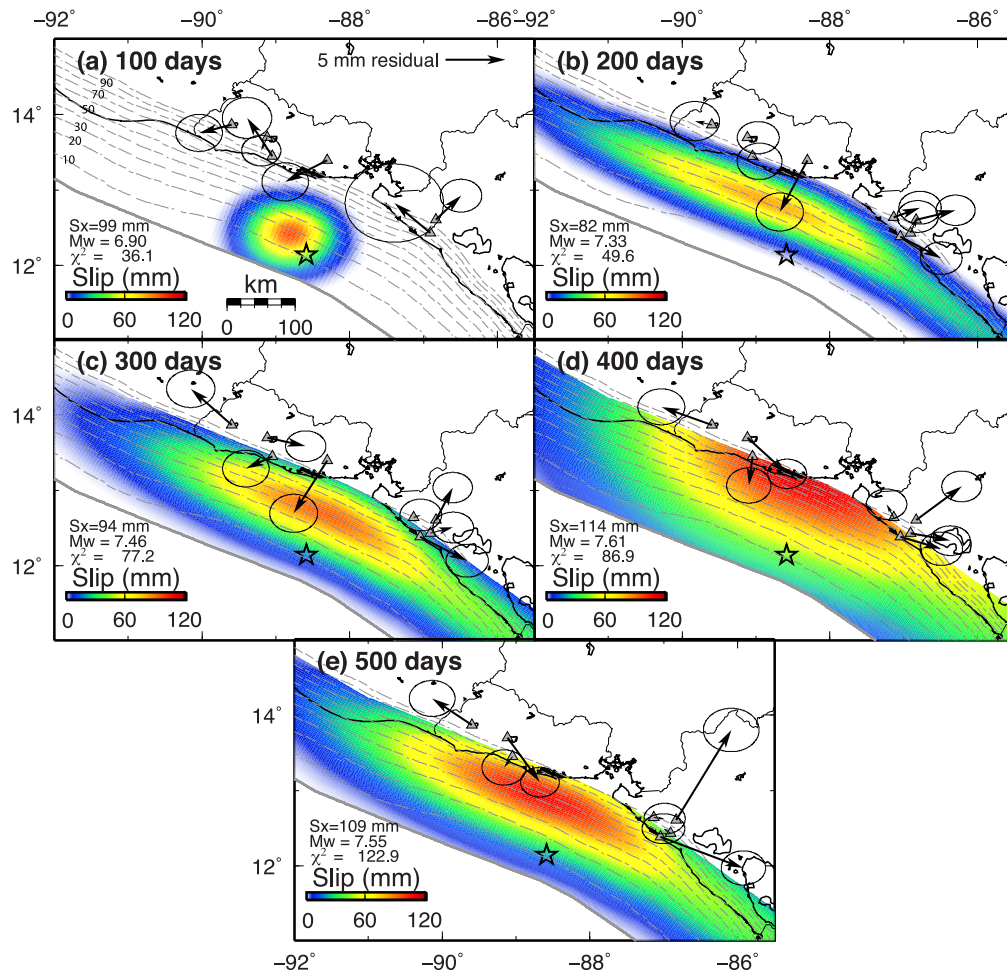 −92 −90 −88 −86
(a) 100 days
5 mm residual
90
70
50
30
20
10
14°
12°
Sx=99 mm
Mw = 6.90
χ² = 36.1
Slip (mm)
0 60 120
km
0 100
(b) 200 days
Sx=82 mm
Mw = 7.33
χ² = 49.6
Slip (mm)
0 60 120
(c) 300 days
14°
12°
Sx=94 mm
Mw = 7.46
χ² = 77.2
Slip (mm)
0 60 120
(d) 400 days
Sx=114 mm
Mw = 7.61
χ² = 86.9
Slip (mm)
0 60 120
(e) 500 days
14°
12°
Sx=109 mm
Mw = 7.55
χ² = 122.9
Slip (mm)
0 60 120
−92 −90 −88 −86